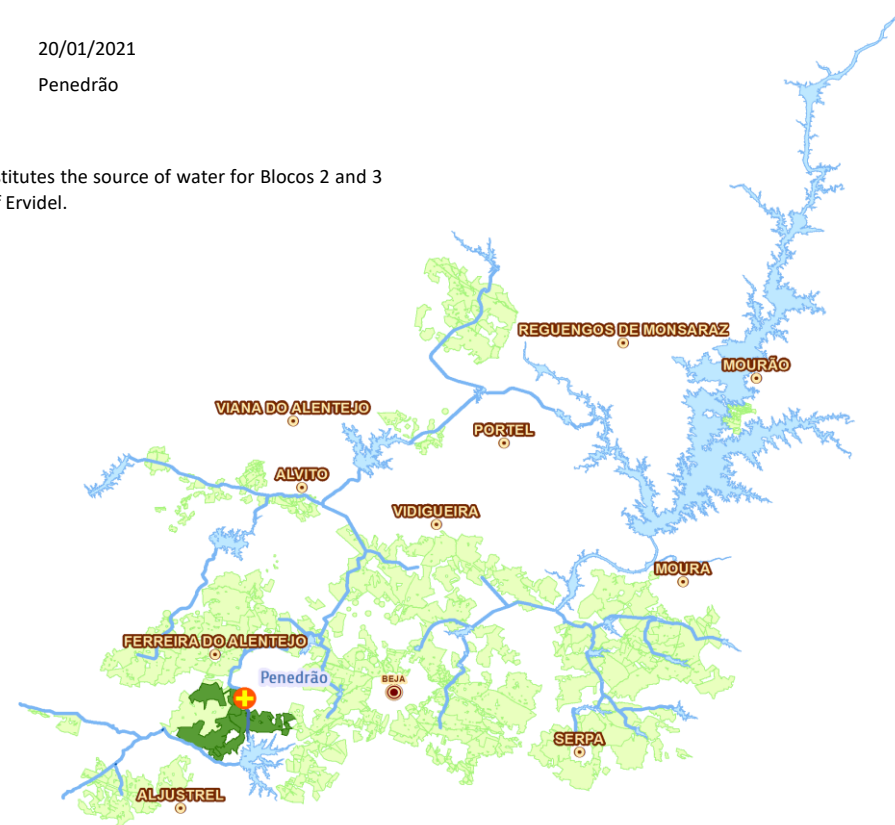 20/01/2021
Penedrão
stitutes the source of water for Blocos 2 and 3
Ervidel.
REGUENGOS DE MONSARAZ
MOURÃO
VIANA DO ALENTEJO
PORTEL
ALVITO
VIDIGUEIRA
MOURA
FERREIRA DO ALENTEJO
Penedrão
BEJA
SERPA
ALJUSTREL